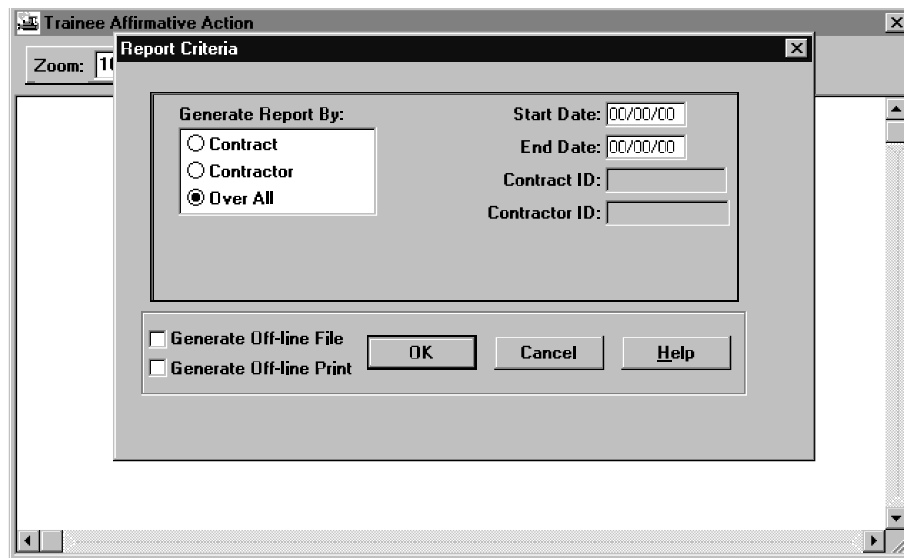 Trainee Affirmative Action
Zoom:
Report Criteria
Generate Report By:
Contract
Contractor
Over All
Start Date: 00/00/00
End Date: 00/00/00
Contract ID:
Contractor ID:
Generate Off-line File
Generate Off-line Print
OK
Cancel
Help